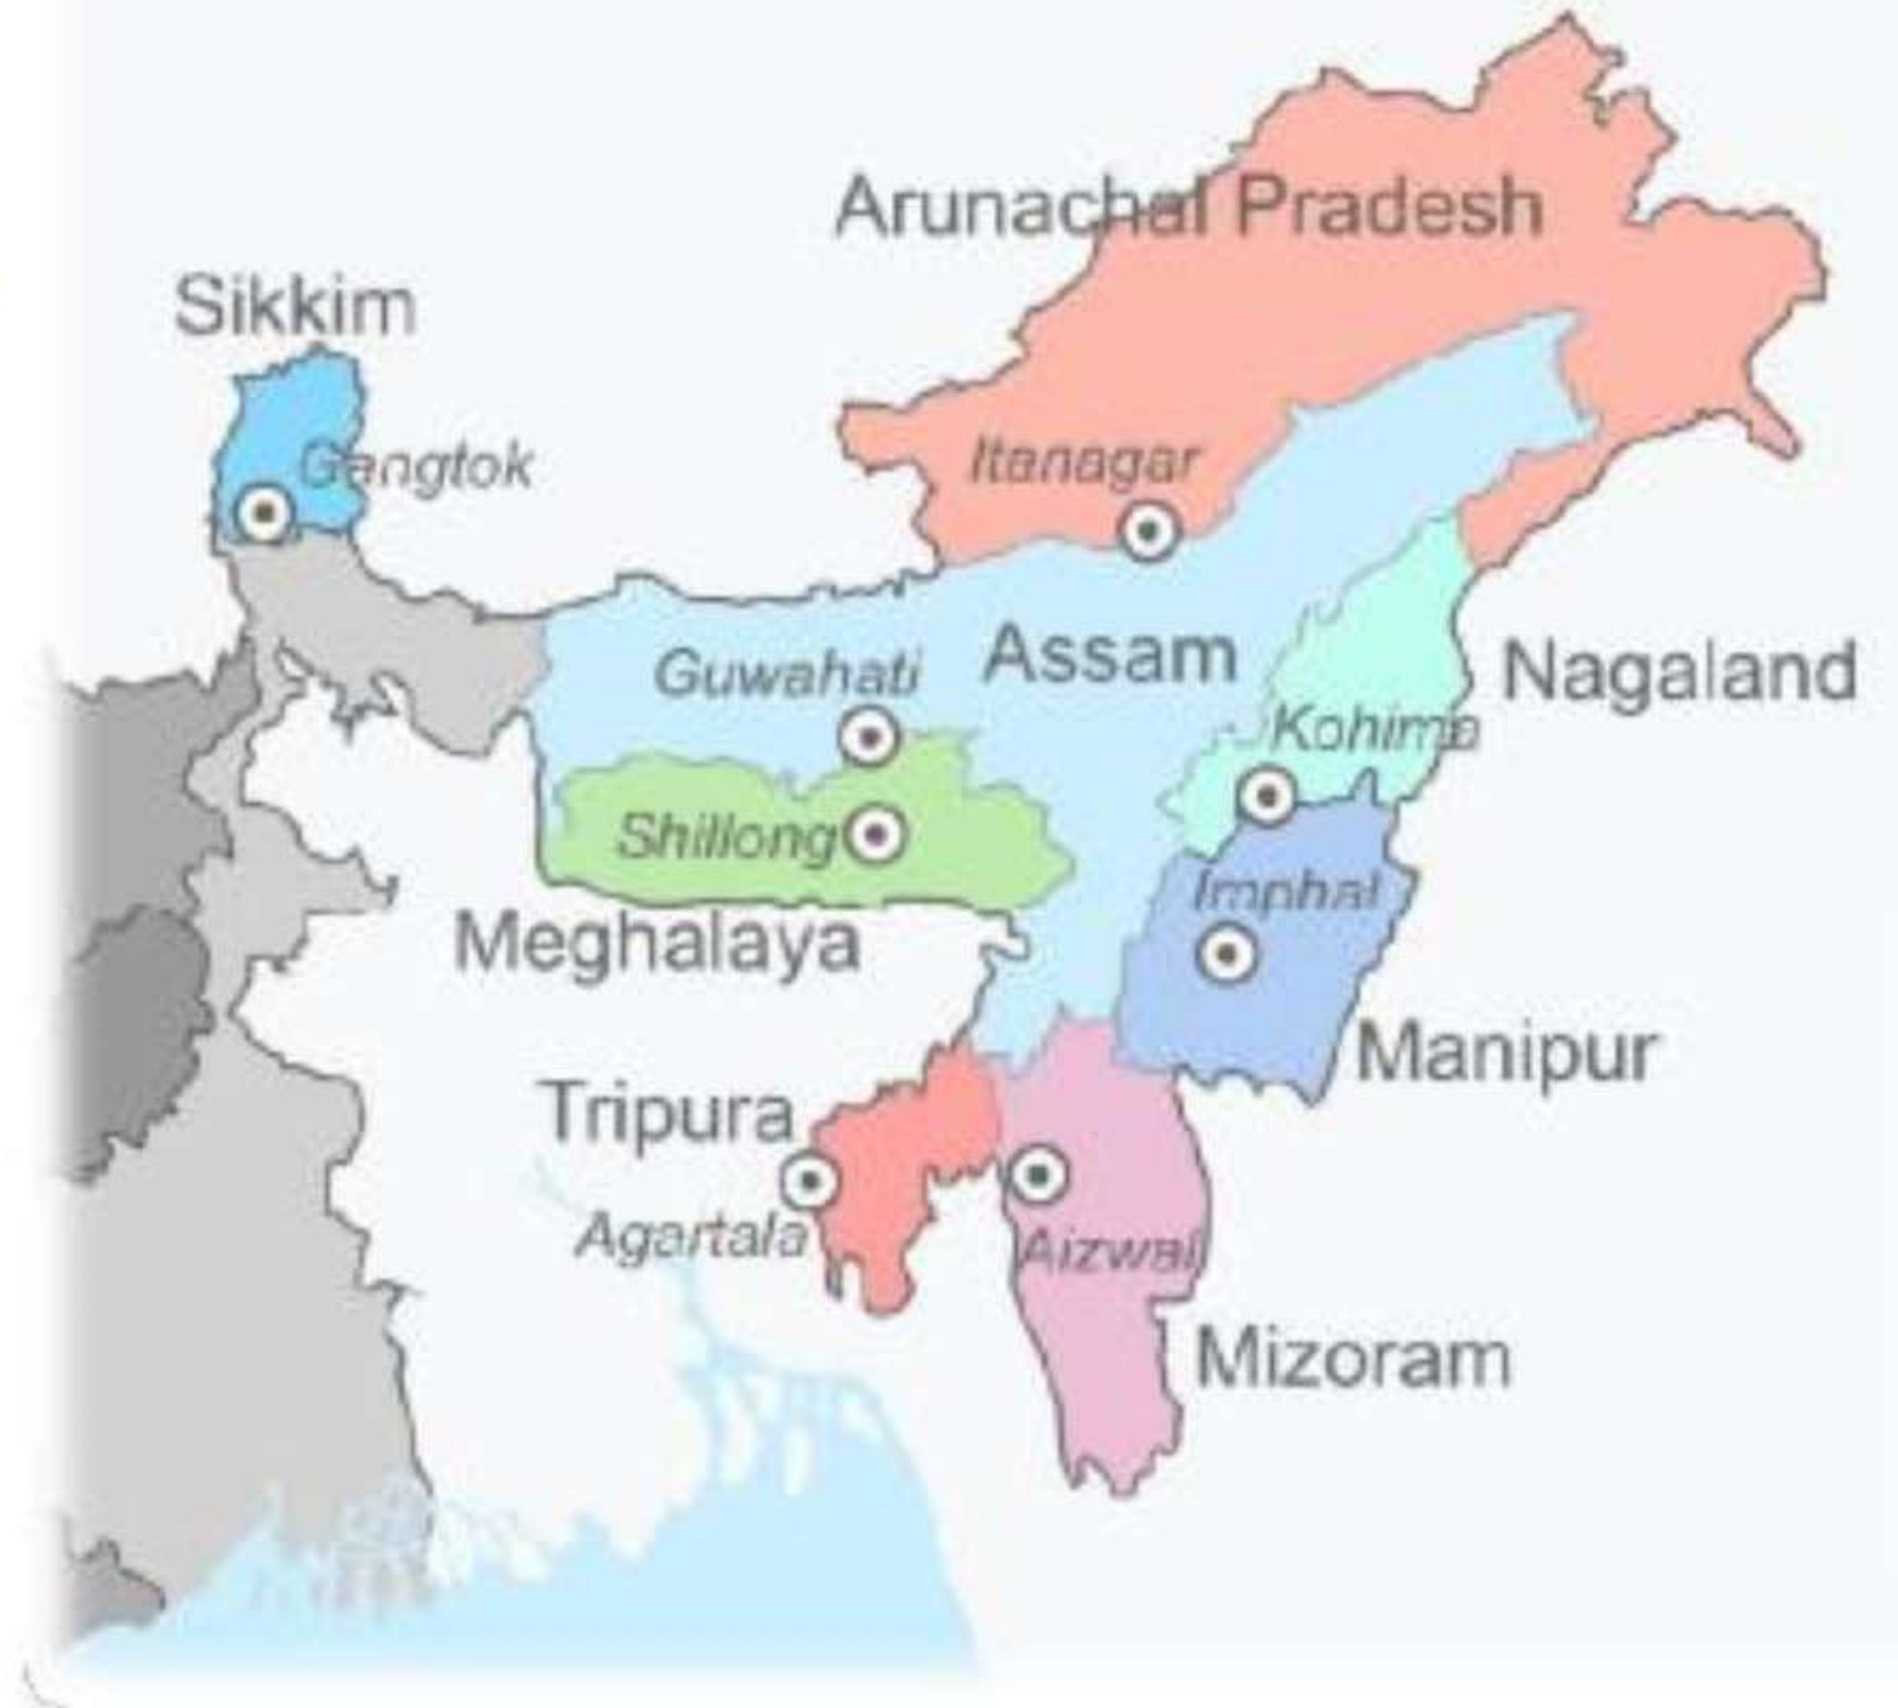 Arunachal Pradesh
Sikkim
Gangtok
Itanagar
Guwahati
Assam
Nagaland
Kohima
Shillong
Imphal
Meghalaya
Manipur
Tripura
Agartala
Aizwal
Mizoram